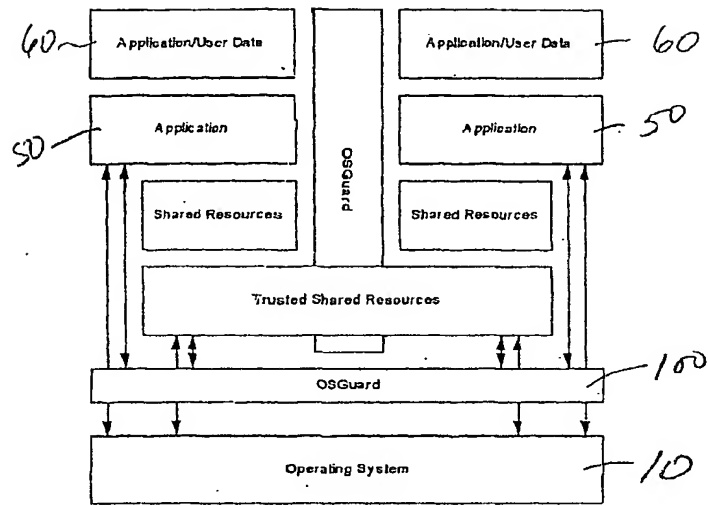 60 Application/User Data Application/User Data 60
50 Application Application 50
OSGuard
Shared Resources Shared Resources
Trusted Shared Resources
OSGuard 100
Operating System 10